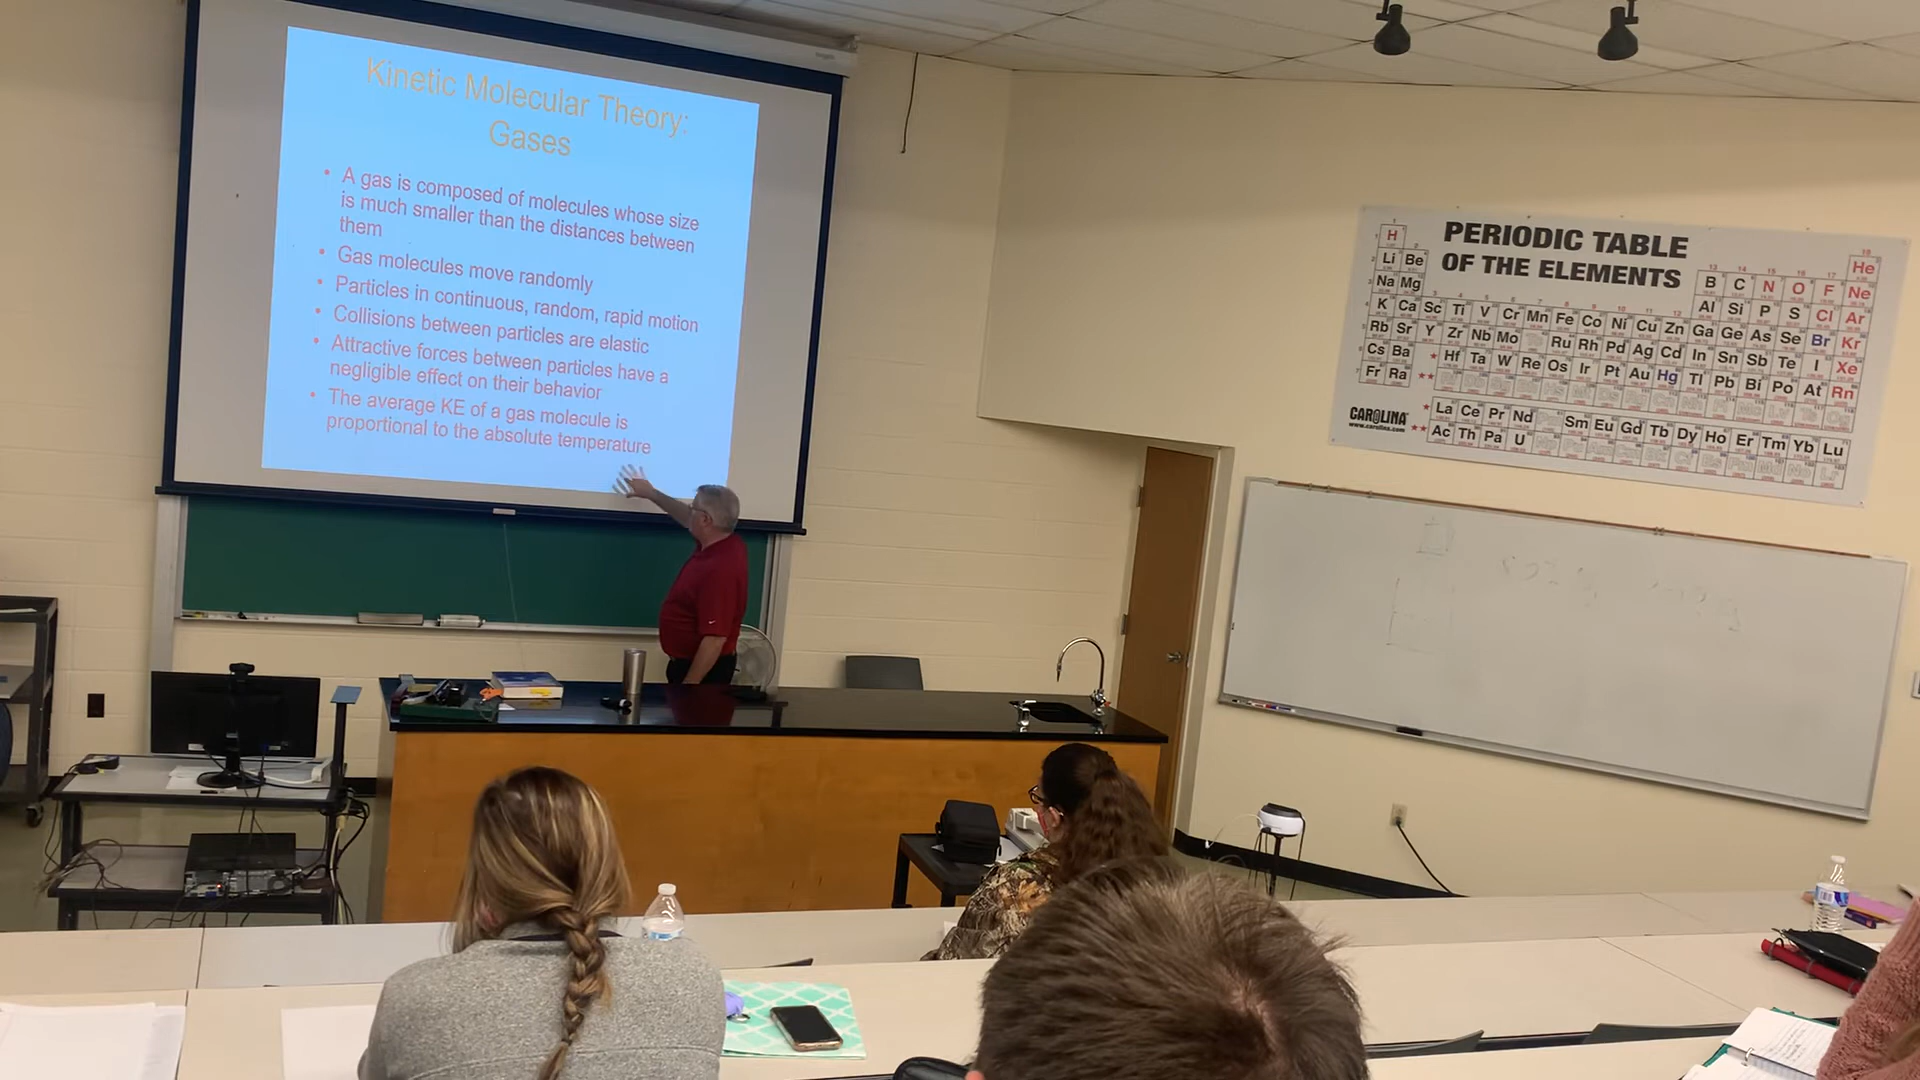 Kinetic Molecular Theory:
Gases
• A gas is composed of molecules whose size
is much smaller than the distances between
them
• Gas molecules move randomly
• Particles in continuous, random, rapid motion
• Collisions between particles are elastic
• Attractive forces between particles have a
negligible effect on their behavior
• The average KE of a gas molecule is
proportional to the absolute temperature
PERIODIC TABLE
OF THE ELEMENTS
H He
Li Be B C N O F Ne
Na Mg Al Si P S Cl Ar
K Ca Sc Ti V Cr Mn Fe Co Ni Cu Zn Ga Ge As Se Br Kr
Rb Sr Y Zr Nb Mo Ru Rh Pd Ag Cd In Sn Sb Te I Xe
Cs Ba Hf Ta W Re Os Ir Pt Au Hg Tl Pb Bi Po At Rn
Fr Ra
La Ce Pr Nd Sm Eu Gd Tb Dy Ho Er Tm Yb Lu
Ac Th Pa U
CAROLINA
www.carolina.com